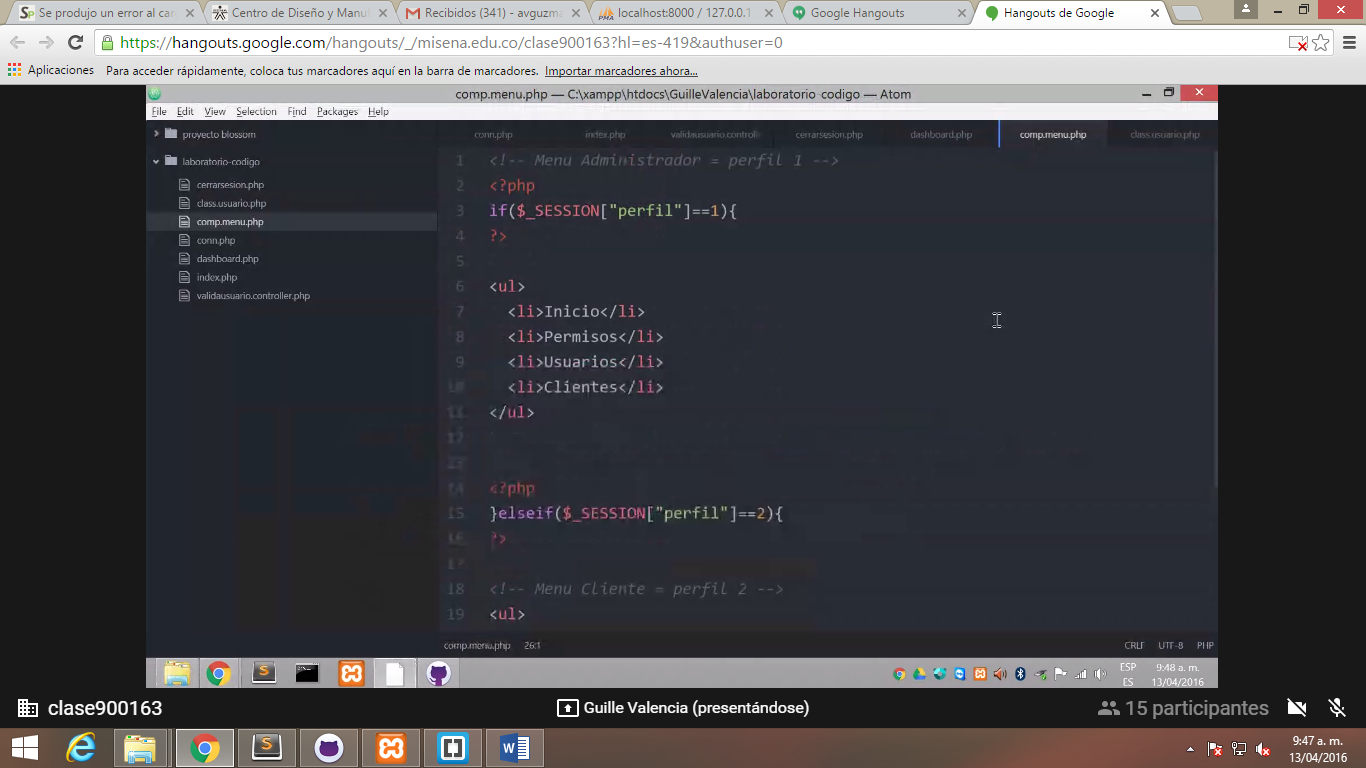 Se produjo un error al car
Centro de Diseño y Manu
Recibidos (341) - avguzma
localhost:8000 / 127.0.0.1
Google Hangouts
Hangouts de Google
https://hangouts.google.com/hangouts/_/misena.edu.co/clase900163?hl=es-419&authuser=0
Aplicaciones
Para acceder rápidamente, coloca tus marcadores aquí en la barra de marcadores.
Importar marcadores ahora...
comp.menu.php — C:\xampp\htdocs\GuilleValencia\laboratorio-codigo — Atom
File Edit View Selection Find Packages Help
proyecto blossom
laboratorio-codigo
cerrarsesion.php
class.usuario.php
comp.menu.php
conn.php
dashboard.php
index.php
validausuario.controller.php
conn.php
index.php
validausuario.controll
cerrarsesion.php
dashboard.php
comp.menu.php
class.usuario.php
1 <!-- Menu Administrador = perfil 1 -->
2 <?php
3 if($_SESSION["perfil"]==1){
4 ?>
5
6 <ul>
7 <li>Inicio</li>
8 <li>Permisos</li>
9 <li>Usuarios</li>
10 <li>Clientes</li>
11 </ul>
12
13
14 <?php
15 }elseif($_SESSION["perfil"]==2){
16 ?>
17
18 <!-- Menu Cliente = perfil 2 -->
19 <ul>
comp.menu.php 26:1
CRLF UTF-8 PHP
ESP
ES
9:48 a. m.
13/04/2016
clase900163
Guille Valencia (presentándose)
15 participantes
9:47 a. m.
13/04/2016